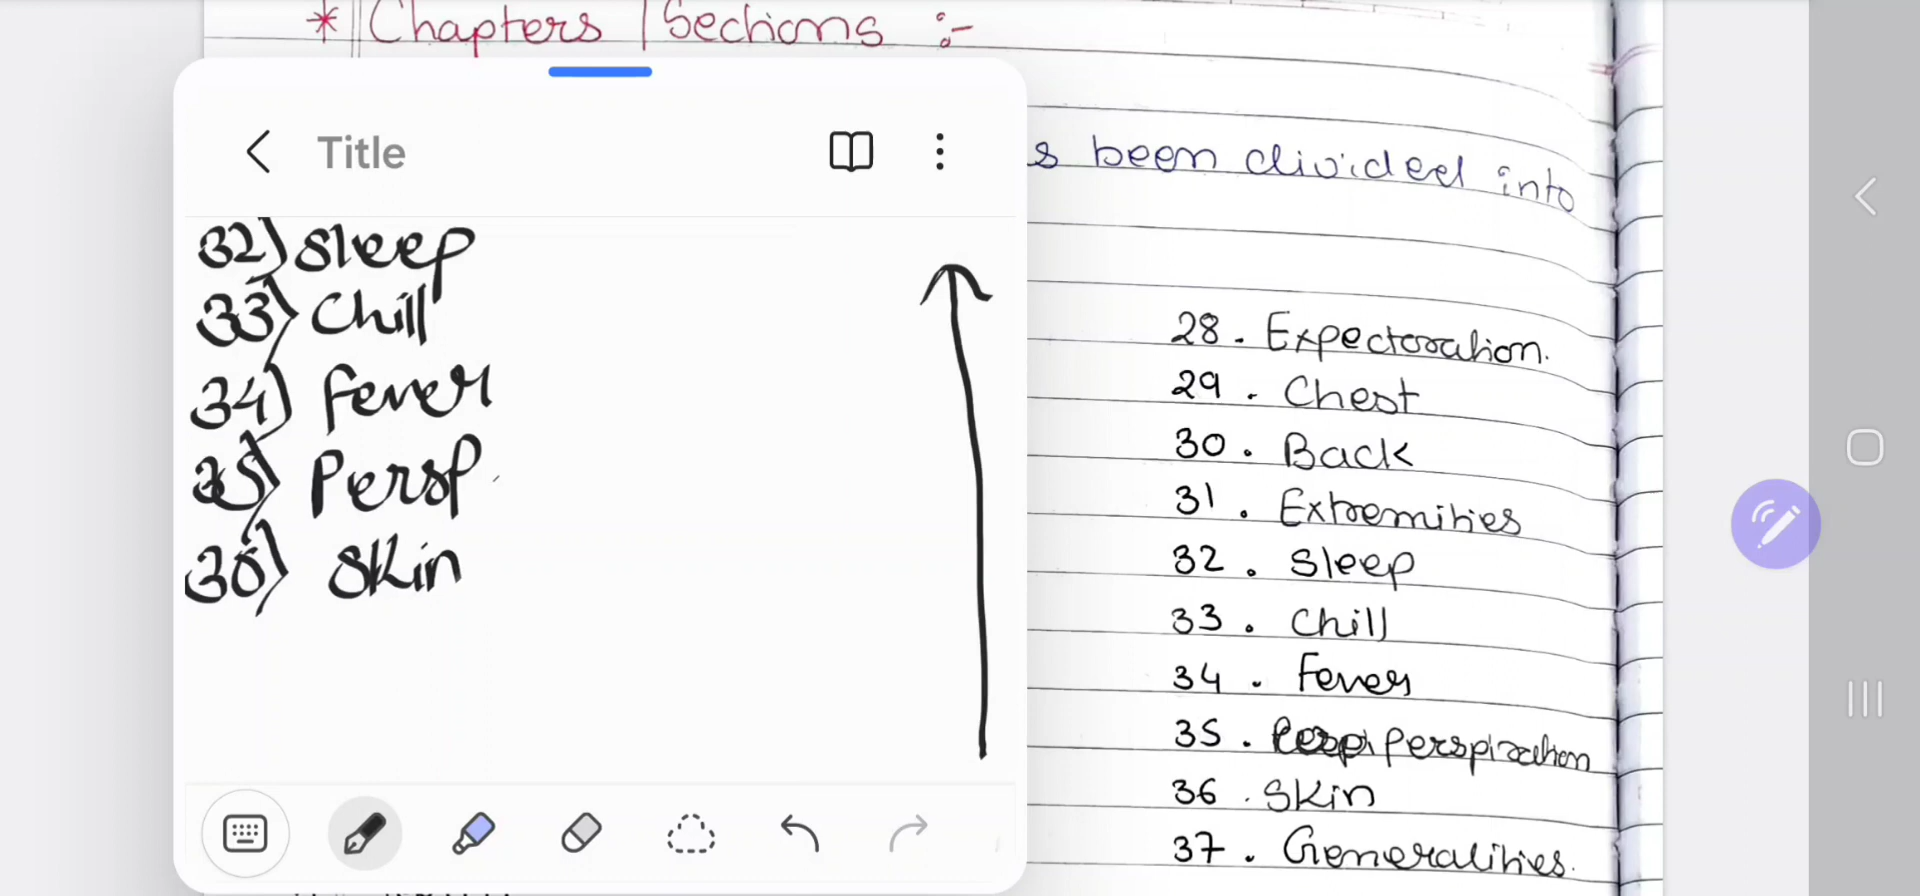 * Chapters | Sections :-
Title
s been divided into
32) Sleep
33) Chill
34) Fever
35) Persp
36) Skin
28. Expectoration.
29. Chest
30. Back
31. Extremities
32. Sleep
33. Chill
34. Fever
35. Perspiration
36. Skin
37. Generalities.